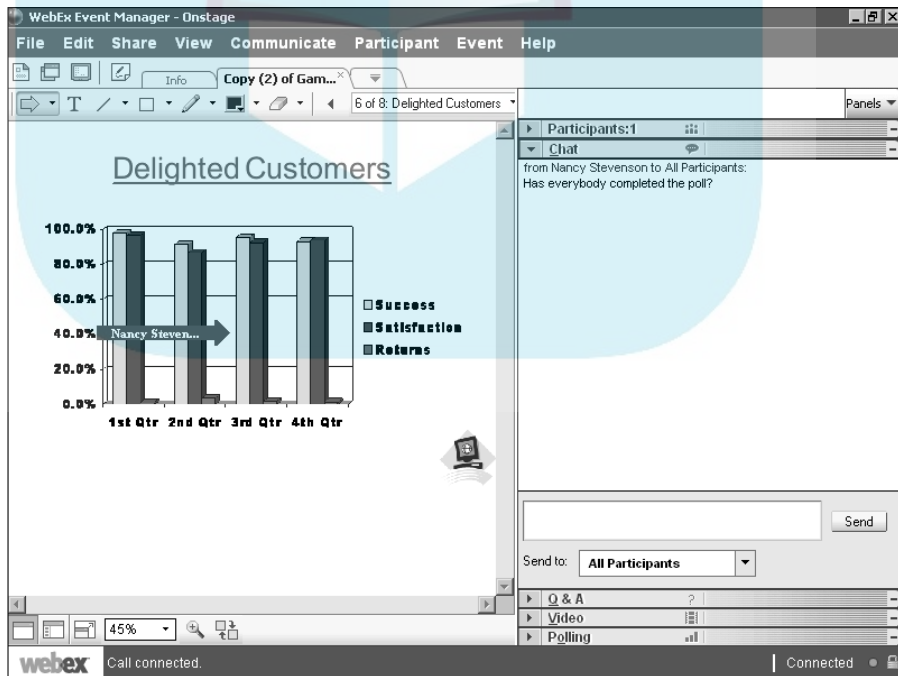 WebEx Event Manager - Onstage
File Edit Share View Communicate Participant Event Help
Info Copy (2) of Gam...
T 6 of 8: Delighted Customers Panels
Participants:1
Chat
from Nancy Stevenson to All Participants:
Has everybody completed the poll?
Delighted Customers
100.0%
80.0%
60.0%
40.0%
20.0%
0.0%
Nancy Steven...
Success
Satisfaction
Returns
1st Qtr 2nd Qtr 3rd Qtr 4th Qtr
Send
Send to: All Participants
Q & A ?
Video
Polling
45%
webex Call connected. Connected